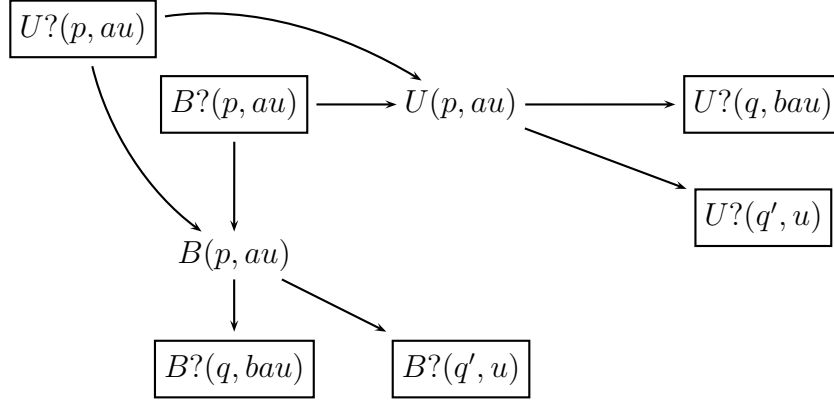 U?(p, au)
B?(p, au)
U(p, au)
U?(q, bau)
U?(q′, u)
B(p, au)
B?(q, bau)
B?(q′, u)